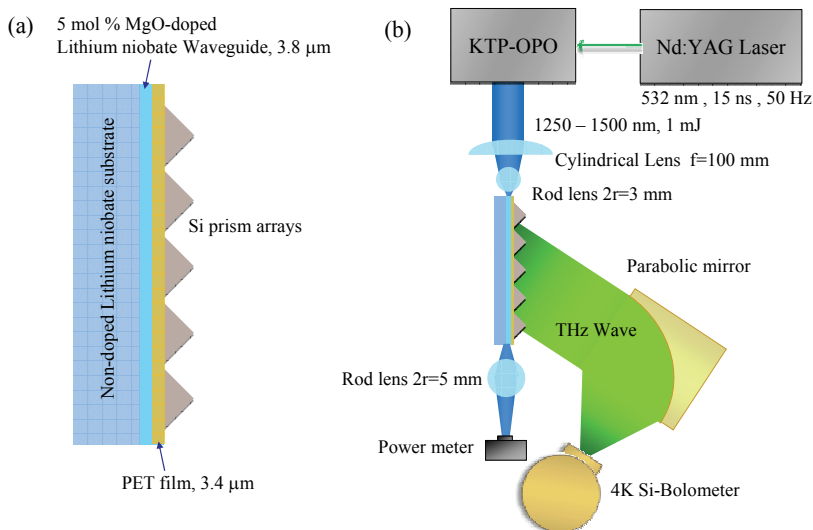 (a)
5 mol % MgO-doped
Lithium niobate Waveguide, 3.8 μm
Non-doped Lithium niobate substrate
Si prism arrays
PET film, 3.4 μm
(b)
KTP-OPO
Nd:YAG Laser
532 nm , 15 ns , 50 Hz
1250 – 1500 nm, 1 mJ
Cylindrical Lens f=100 mm
Rod lens 2r=3 mm
Parabolic mirror
THz Wave
Rod lens 2r=5 mm
Power meter
4K Si-Bolometer